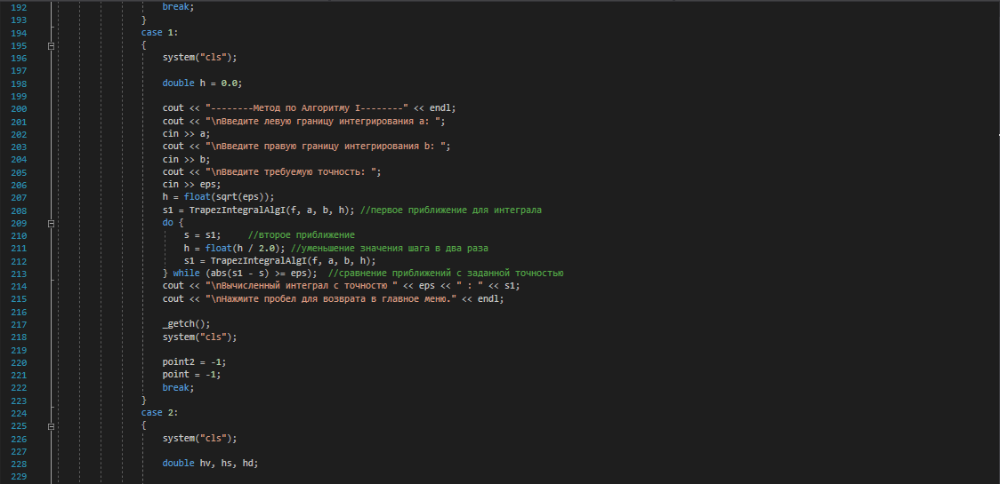 192 break;
193 }
194 case 1:
195 {
196 system("cls");
197
198 double h = 0.0;
199
200 cout << "--------Метод по Алгоритму I--------" << endl;
201 cout << "\nВведите левую границу интегрирования a: ";
202 cin >> a;
203 cout << "\nВведите правую границу интегрирования b: ";
204 cin >> b;
205 cout << "\nВведите требуемую точность: ";
206 cin >> eps;
207 h = float(sqrt(eps));
208 s1 = TrapezIntegralAlgI(f, a, b, h); //первое приближение для интеграла
209 do {
210 s = s1; //второе приближение
211 h = float(h / 2.0); //уменьшение значения шага в два раза
212 s1 = TrapezIntegralAlgI(f, a, b, h);
213 } while (abs(s1 - s) >= eps); //сравнение приближений с заданной точностью
214 cout << "\nВычисленный интеграл с точностю " << eps << " : " << s1;
215 cout << "\nНажмите пробел для возврата в главное меню." << endl;
216
217 _getch();
218 system("cls");
219
220 point2 = -1;
221 point = -1;
222 break;
223 }
224 case 2:
225 {
226 system("cls");
227
228 double hv, hs, hd;
229